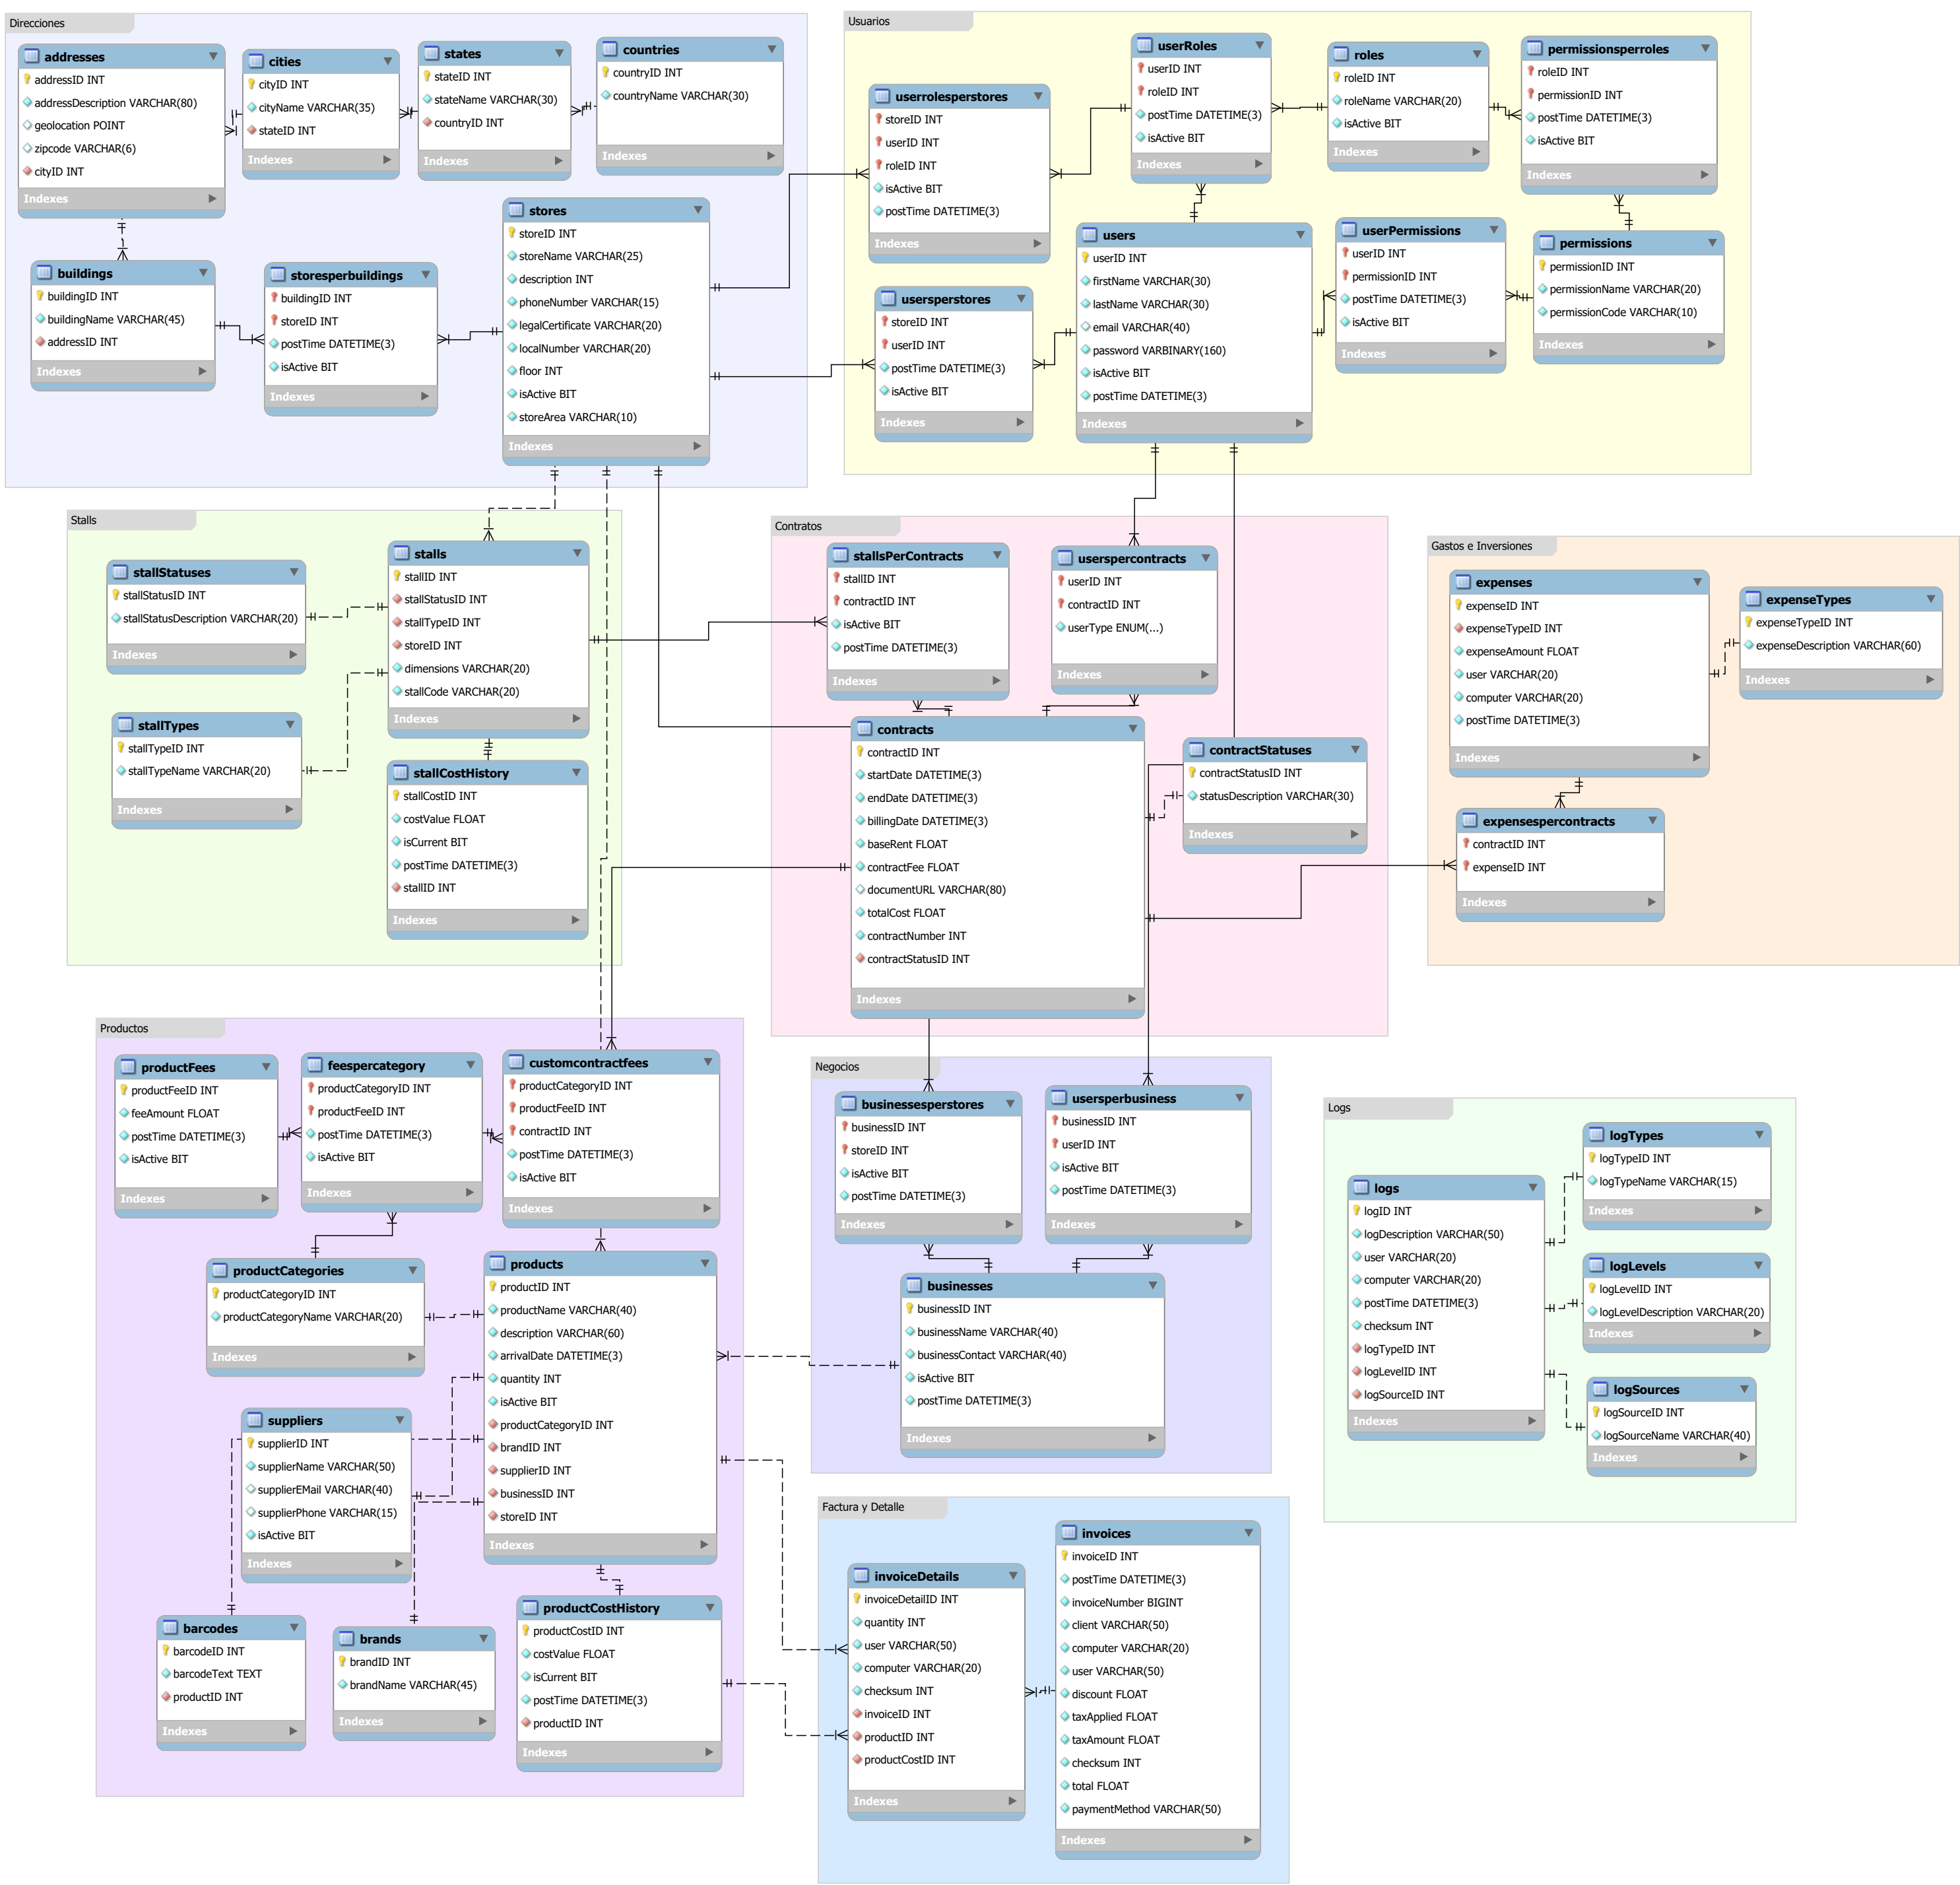 Direcciones
addresses
addressID INT
addressDescription VARCHAR(80)
geolocation POINT
zipcode VARCHAR(6)
cityID INT
Indexes
cities
cityID INT
cityName VARCHAR(35)
stateID INT
Indexes
states
stateID INT
stateName VARCHAR(30)
countryID INT
Indexes
countries
countryID INT
countryName VARCHAR(30)
Indexes
buildings
buildingID INT
buildingName VARCHAR(45)
addressID INT
Indexes
storesperbuildings
buildingID INT
storeID INT
postTime DATETIME(3)
isActive BIT
Indexes
stores
storeID INT
storeName VARCHAR(25)
description INT
phoneNumber VARCHAR(15)
legalCertificate VARCHAR(20)
localNumber VARCHAR(20)
floor INT
isActive BIT
storeArea VARCHAR(10)
Indexes
Usuarios
userrolesperstores
storeID INT
userID INT
roleID INT
isActive BIT
postTime DATETIME(3)
Indexes
userRoles
userID INT
roleID INT
postTime DATETIME(3)
isActive BIT
Indexes
roles
roleID INT
roleName VARCHAR(20)
isActive BIT
Indexes
permissionsperroles
roleID INT
permissionID INT
postTime DATETIME(3)
isActive BIT
Indexes
usersperstores
storeID INT
userID INT
postTime DATETIME(3)
isActive BIT
Indexes
users
userID INT
firstName VARCHAR(30)
lastName VARCHAR(30)
email VARCHAR(40)
password VARBINARY(160)
isActive BIT
postTime DATETIME(3)
Indexes
userPermissions
userID INT
permissionID INT
postTime DATETIME(3)
isActive BIT
Indexes
permissions
permissionID INT
permissionName VARCHAR(20)
permissionCode VARCHAR(10)
Indexes
Stalls
stallStatuses
stallStatusID INT
stallStatusDescription VARCHAR(20)
Indexes
stallTypes
stallTypeID INT
stallTypeName VARCHAR(20)
Indexes
stalls
stallID INT
stallStatusID INT
stallTypeID INT
storeID INT
dimensions VARCHAR(20)
stallCode VARCHAR(20)
Indexes
stallCostHistory
stallCostID INT
costValue FLOAT
isCurrent BIT
postTime DATETIME(3)
stallID INT
Indexes
Contratos
stallsPerContracts
stallID INT
contractID INT
isActive BIT
postTime DATETIME(3)
Indexes
userspercontracts
userID INT
contractID INT
userType ENUM(...)
Indexes
contracts
contractID INT
startDate DATETIME(3)
endDate DATETIME(3)
billingDate DATETIME(3)
baseRent FLOAT
contractFee FLOAT
documentURL VARCHAR(80)
totalCost FLOAT
contractNumber INT
contractStatusID INT
Indexes
contractStatuses
contractStatusID INT
statusDescription VARCHAR(30)
Indexes
Gastos e Inversiones
expenses
expenseID INT
expenseTypeID INT
expenseAmount FLOAT
user VARCHAR(20)
computer VARCHAR(20)
postTime DATETIME(3)
Indexes
expenseTypes
expenseTypeID INT
expenseDescription VARCHAR(60)
Indexes
expensespercontracts
contractID INT
expenseID INT
Indexes
Productos
productFees
productFeeID INT
feeAmount FLOAT
postTime DATETIME(3)
isActive BIT
Indexes
feespercategory
productCategoryID INT
productFeeID INT
postTime DATETIME(3)
isActive BIT
Indexes
customcontractfees
productCategoryID INT
productFeeID INT
contractID INT
postTime DATETIME(3)
isActive BIT
Indexes
productCategories
productCategoryID INT
productCategoryName VARCHAR(20)
Indexes
products
productID INT
productName VARCHAR(40)
description VARCHAR(60)
arrivalDate DATETIME(3)
quantity INT
isActive BIT
productCategoryID INT
brandID INT
supplierID INT
businessID INT
storeID INT
Indexes
suppliers
supplierID INT
supplierName VARCHAR(50)
supplierEMail VARCHAR(40)
supplierPhone VARCHAR(15)
isActive BIT
Indexes
barcodes
barcodeID INT
barcodeText TEXT
productID INT
Indexes
brands
brandID INT
brandName VARCHAR(45)
Indexes
productCostHistory
productCostID INT
costValue FLOAT
isCurrent BIT
postTime DATETIME(3)
productID INT
Indexes
Negocios
businessesperstores
businessID INT
storeID INT
isActive BIT
postTime DATETIME(3)
Indexes
usersperbusiness
businessID INT
userID INT
isActive BIT
postTime DATETIME(3)
Indexes
businesses
businessID INT
businessName VARCHAR(40)
businessContact VARCHAR(40)
isActive BIT
postTime DATETIME(3)
Indexes
Logs
logs
logID INT
logDescription VARCHAR(50)
user VARCHAR(20)
computer VARCHAR(20)
postTime DATETIME(3)
checksum INT
logTypeID INT
logLevelID INT
logSourceID INT
Indexes
logTypes
logTypeID INT
logTypeName VARCHAR(15)
Indexes
logLevels
logLevelID INT
logLevelDescription VARCHAR(20)
Indexes
logSources
logSourceID INT
logSourceName VARCHAR(40)
Indexes
Factura y Detalle
invoiceDetails
invoiceDetailID INT
quantity INT
user VARCHAR(50)
computer VARCHAR(20)
checksum INT
invoiceID INT
productID INT
productCostID INT
Indexes
invoices
invoiceID INT
postTime DATETIME(3)
invoiceNumber BIGINT
client VARCHAR(50)
computer VARCHAR(20)
user VARCHAR(50)
discount FLOAT
taxApplied FLOAT
taxAmount FLOAT
checksum INT
total FLOAT
paymentMethod VARCHAR(50)
Indexes